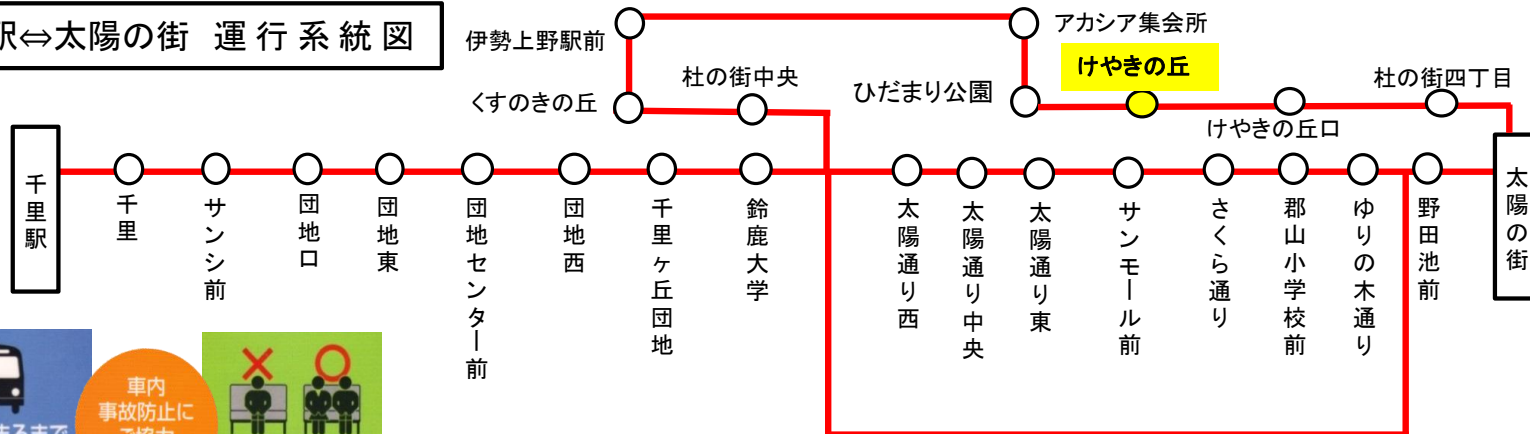 駅⇔太陽の街 運行系統図
伊勢上野駅前
アカシア集会所
けやきの丘
杜の街中央
杜の街四丁目
くすのきの丘
ひだまり公園
けやきの丘口
千里駅
千里
サンシ前
団地口
団地東
団地センター前
団地西
千里ヶ丘団地
鈴鹿大学
太陽通り西
太陽通り中央
太陽通り東
サンモール前
さくら通り
郡山小学校前
ゆりの木通り
野田池前
太陽の街
車内
事故防止に